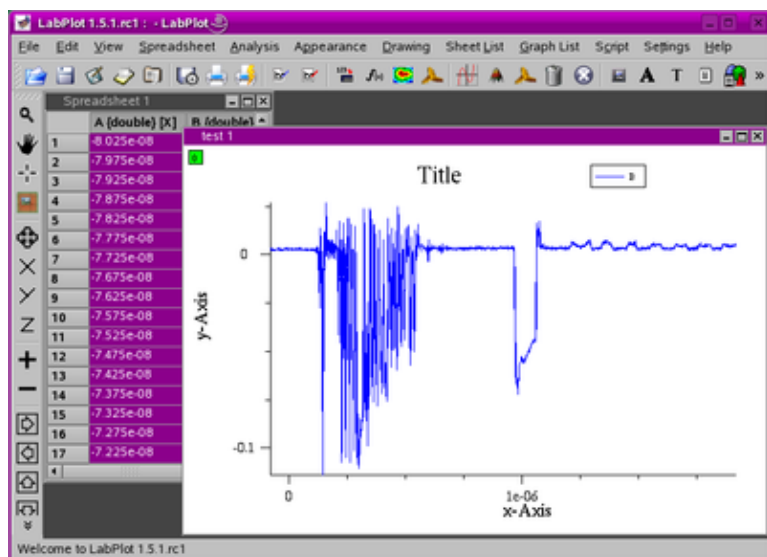 LabPlot 1.5.1.rc1 : - LabPlot
File Edit View Spreadsheet Analysis Appearance Drawing Sheet List Graph List Script Settings Help
A T
»
Spreadsheet 1
A {double} [X] B {double}
1 -8.025e-08
2 -7.975e-08
3 -7.925e-08
4 -7.875e-08
5 -7.825e-08
6 -7.775e-08
7 -7.725e-08
8 -7.675e-08
9 -7.625e-08
10 -7.575e-08
11 -7.525e-08
12 -7.475e-08
13 -7.425e-08
14 -7.375e-08
15 -7.325e-08
16 -7.275e-08
17 -7.225e-08
X
Y
Z
test 1
Title
y-Axis
0
-0.1
0
1e-06
x-Axis
Welcome to LabPlot 1.5.1.rc1